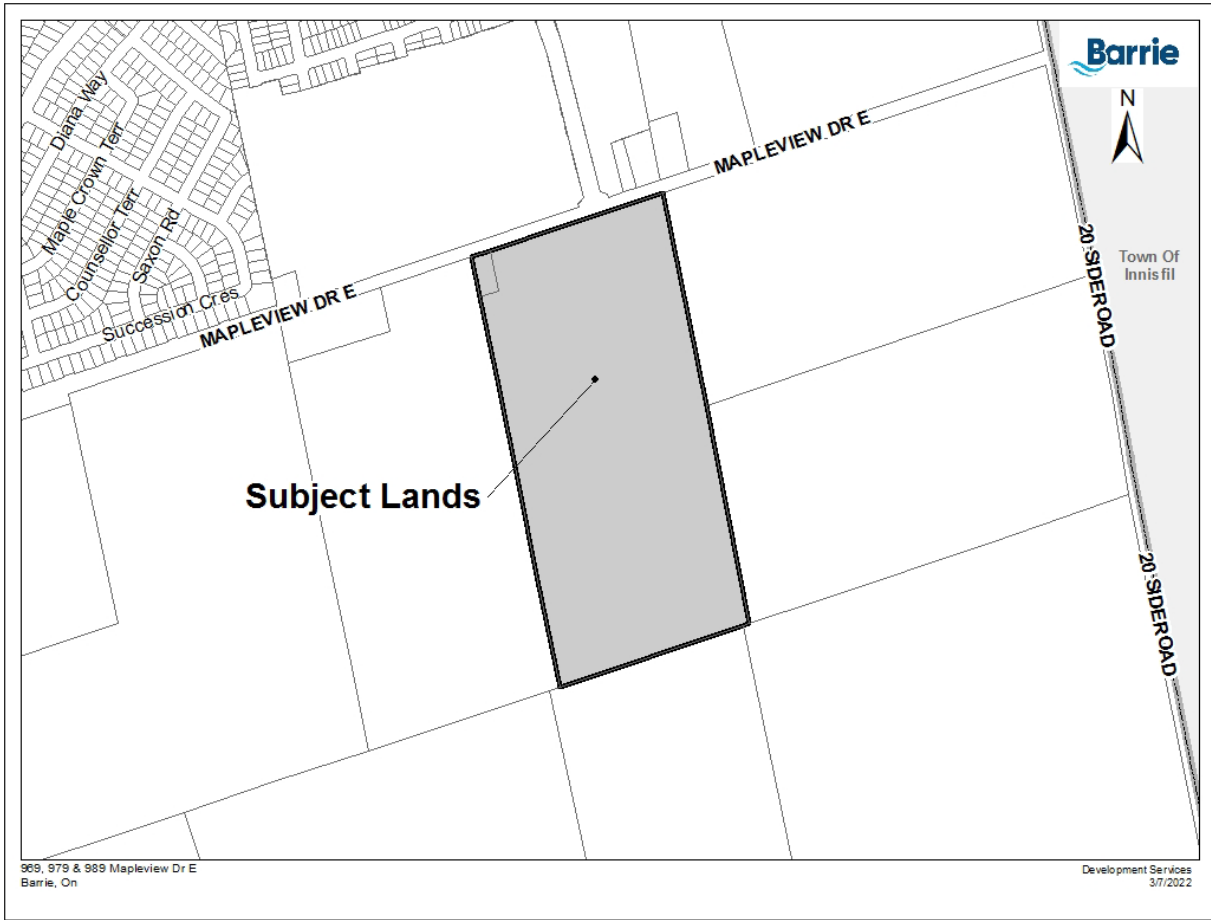 Barrie
N
Diana Way
Maple Crown Terr
Counsellor Terr
Saxon Rd
Succession Cres
MAPLEVIEW DR E
MAPLEVIEW DR E
20 SIDEROAD
Town Of
Innisfil
Subject Lands
20 SIDEROAD
969, 979 & 989 Mapleview Dr E
Barrie, On
Development Services
3/7/2022